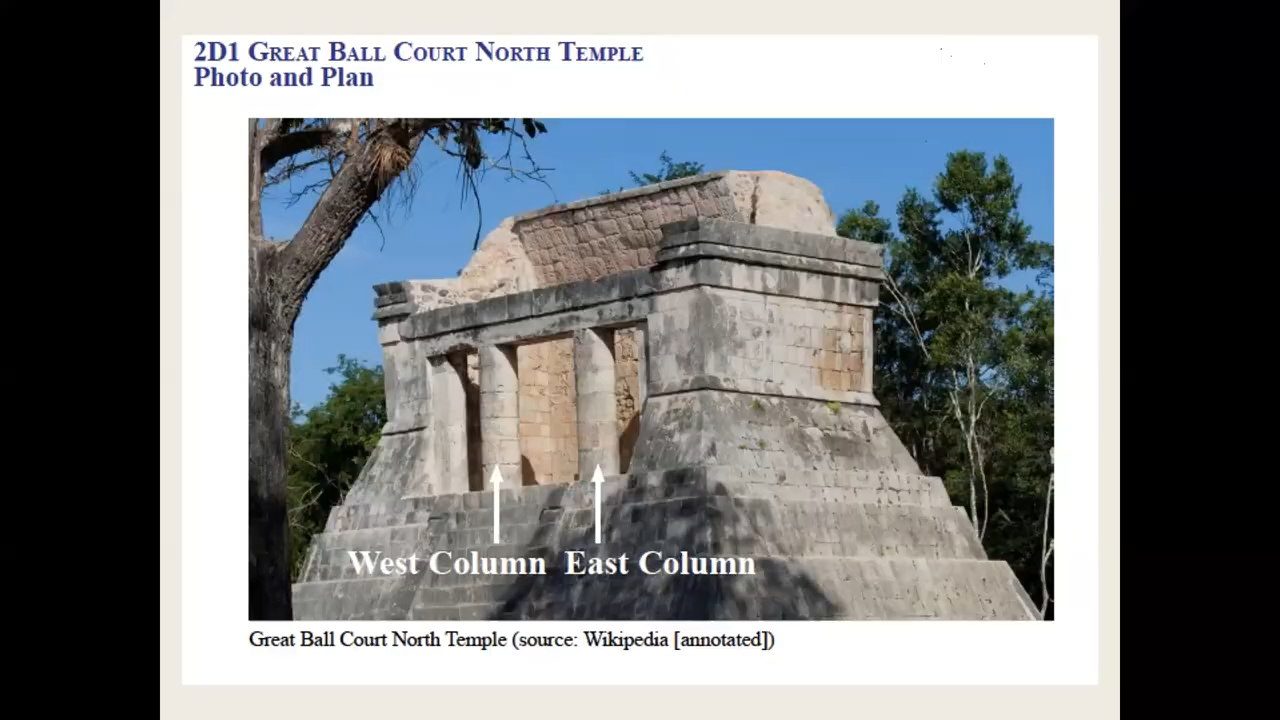 2D1 GREAT BALL COURT NORTH TEMPLE
Photo and Plan
West Column East Column
Great Ball Court North Temple (source: Wikipedia [annotated])